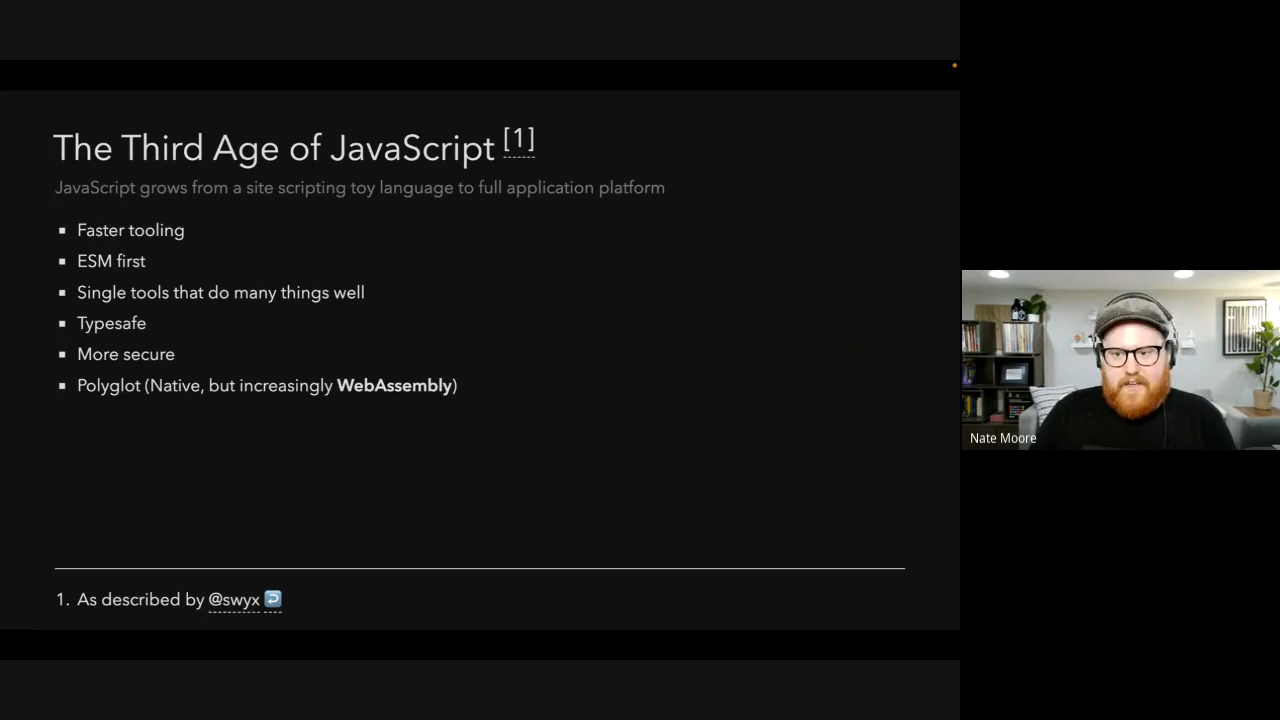 The Third Age of JavaScript [1]
JavaScript grows from a site scripting toy language to full application platform
▪ Faster tooling
▪ ESM first
▪ Single tools that do many things well
▪ Typesafe
▪ More secure
▪ Polyglot (Native, but increasingly WebAssembly)
1. As described by @swyx ↩
TOWERS
Nate Moore